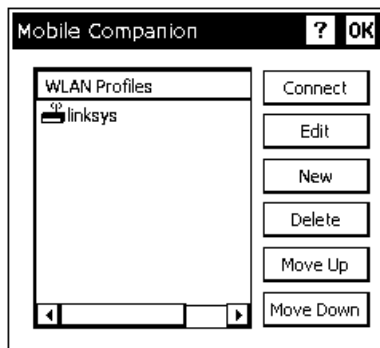 Mobile Companion ? OK
WLAN Profiles
linksys
Connect
Edit
New
Delete
Move Up
Move Down